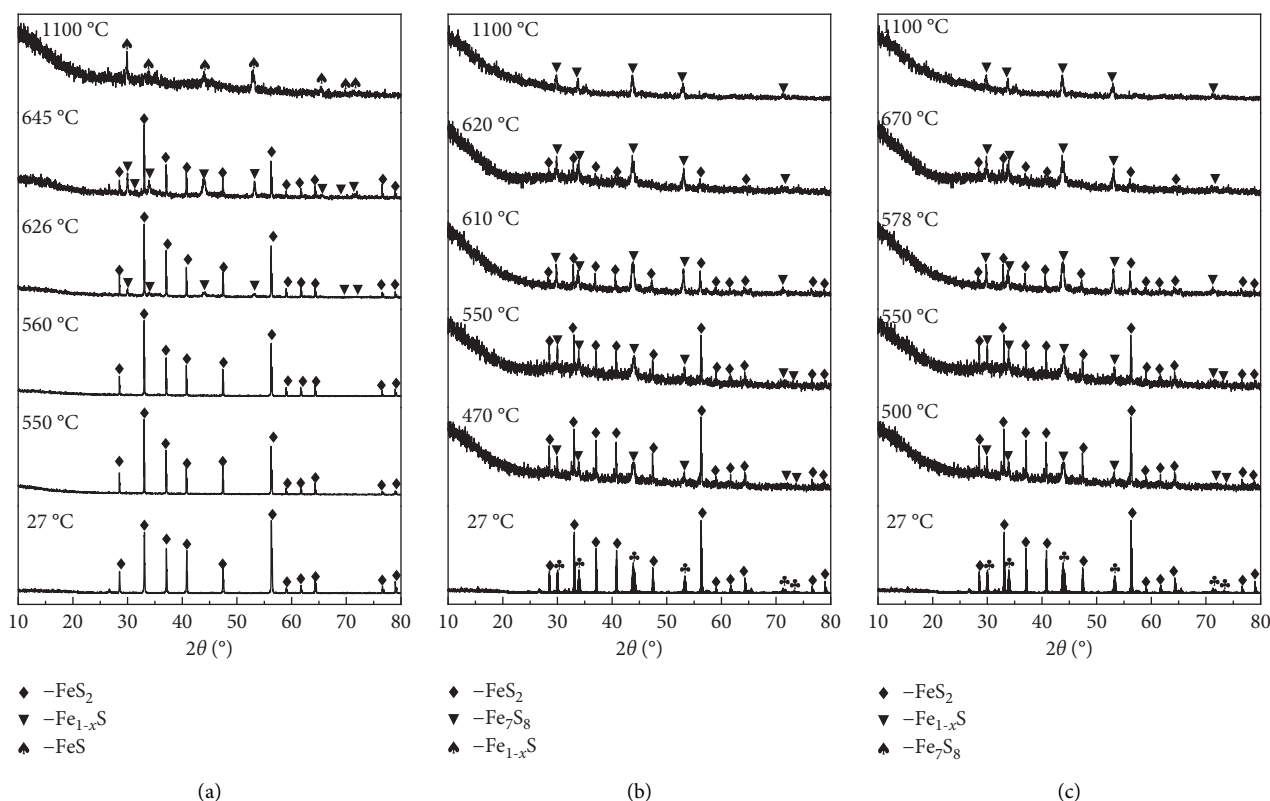 1100 °C
645 °C
626 °C
560 °C
550 °C
27 °C
10 20 30 40 50 60 70 80
2θ (°)
♦ –FeS2
▼ –Fe1-xS
♠ –FeS
(a)
1100 °C
620 °C
610 °C
550 °C
470 °C
27 °C
10 20 30 40 50 60 70 80
2θ (°)
♦ –FeS2
▼ –Fe7S8
♠ –Fe1-xS
(b)
1100 °C
670 °C
578 °C
550 °C
500 °C
27 °C
10 20 30 40 50 60 70 80
2θ (°)
♦ –FeS2
▼ –Fe1-xS
♠ –Fe7S8
(c)